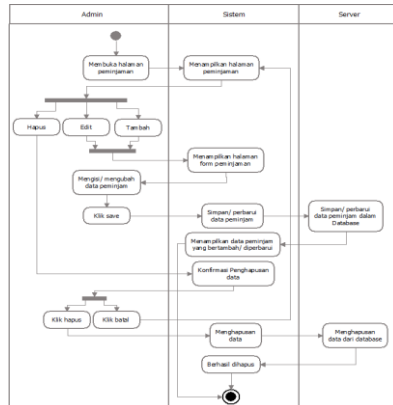 Admin
Sistem
Server
Membuka halaman
peminjaman
Menampilkan halaman
peminjaman
Hapus
Edit
Tambah
Menampilkan halaman
form peminjaman
Mengisi/ mengubah
data peminjam
Klik save
Simpan/ perbarui
data peminjam
Simpan/ perbarui
data peminjam dalam
Database
Menampilkan data peminjam
yang bertambah/ diperbarui
Konfirmasi Penghapusan
data
Klik hapus
Klik batal
Menghapusan
data
Menghapusan
data dari database
Berhasil dihapus